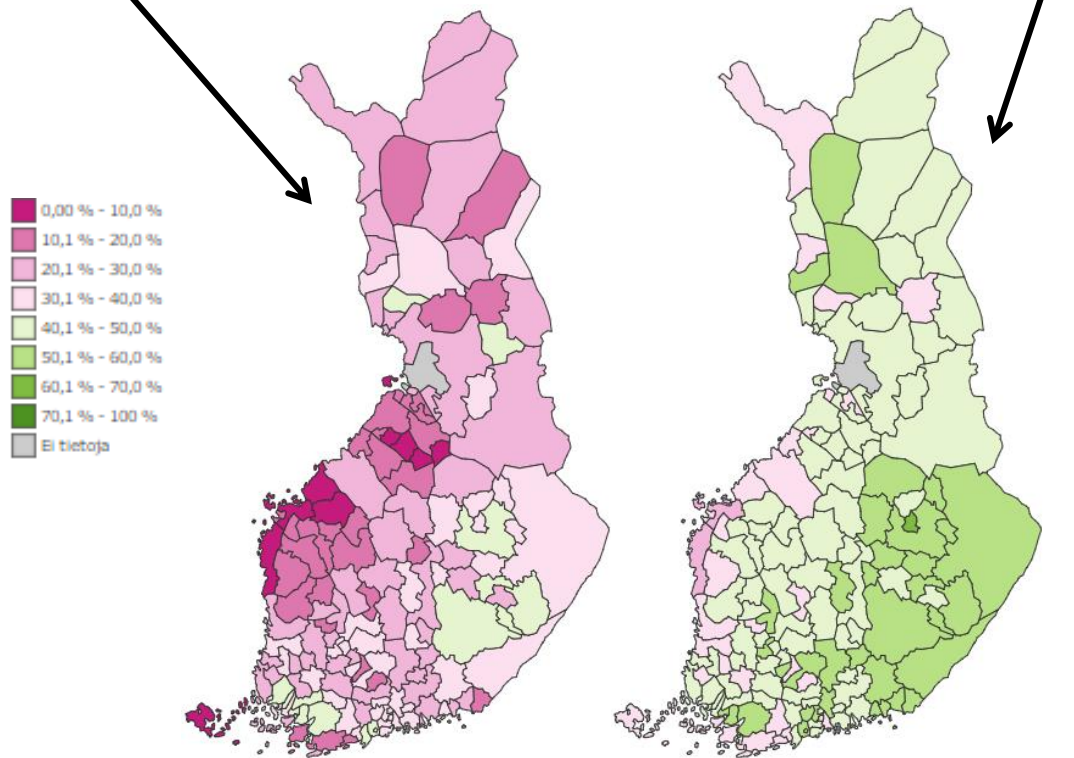 0,00 % - 10,0 %
10,1 % - 20,0 %
20,1 % - 30,0 %
30,1 % - 40,0 %
40,1 % - 50,0 %
50,1 % - 60,0 %
60,1 % - 70,0 %
70,1 % - 100 %
Ei tietoja